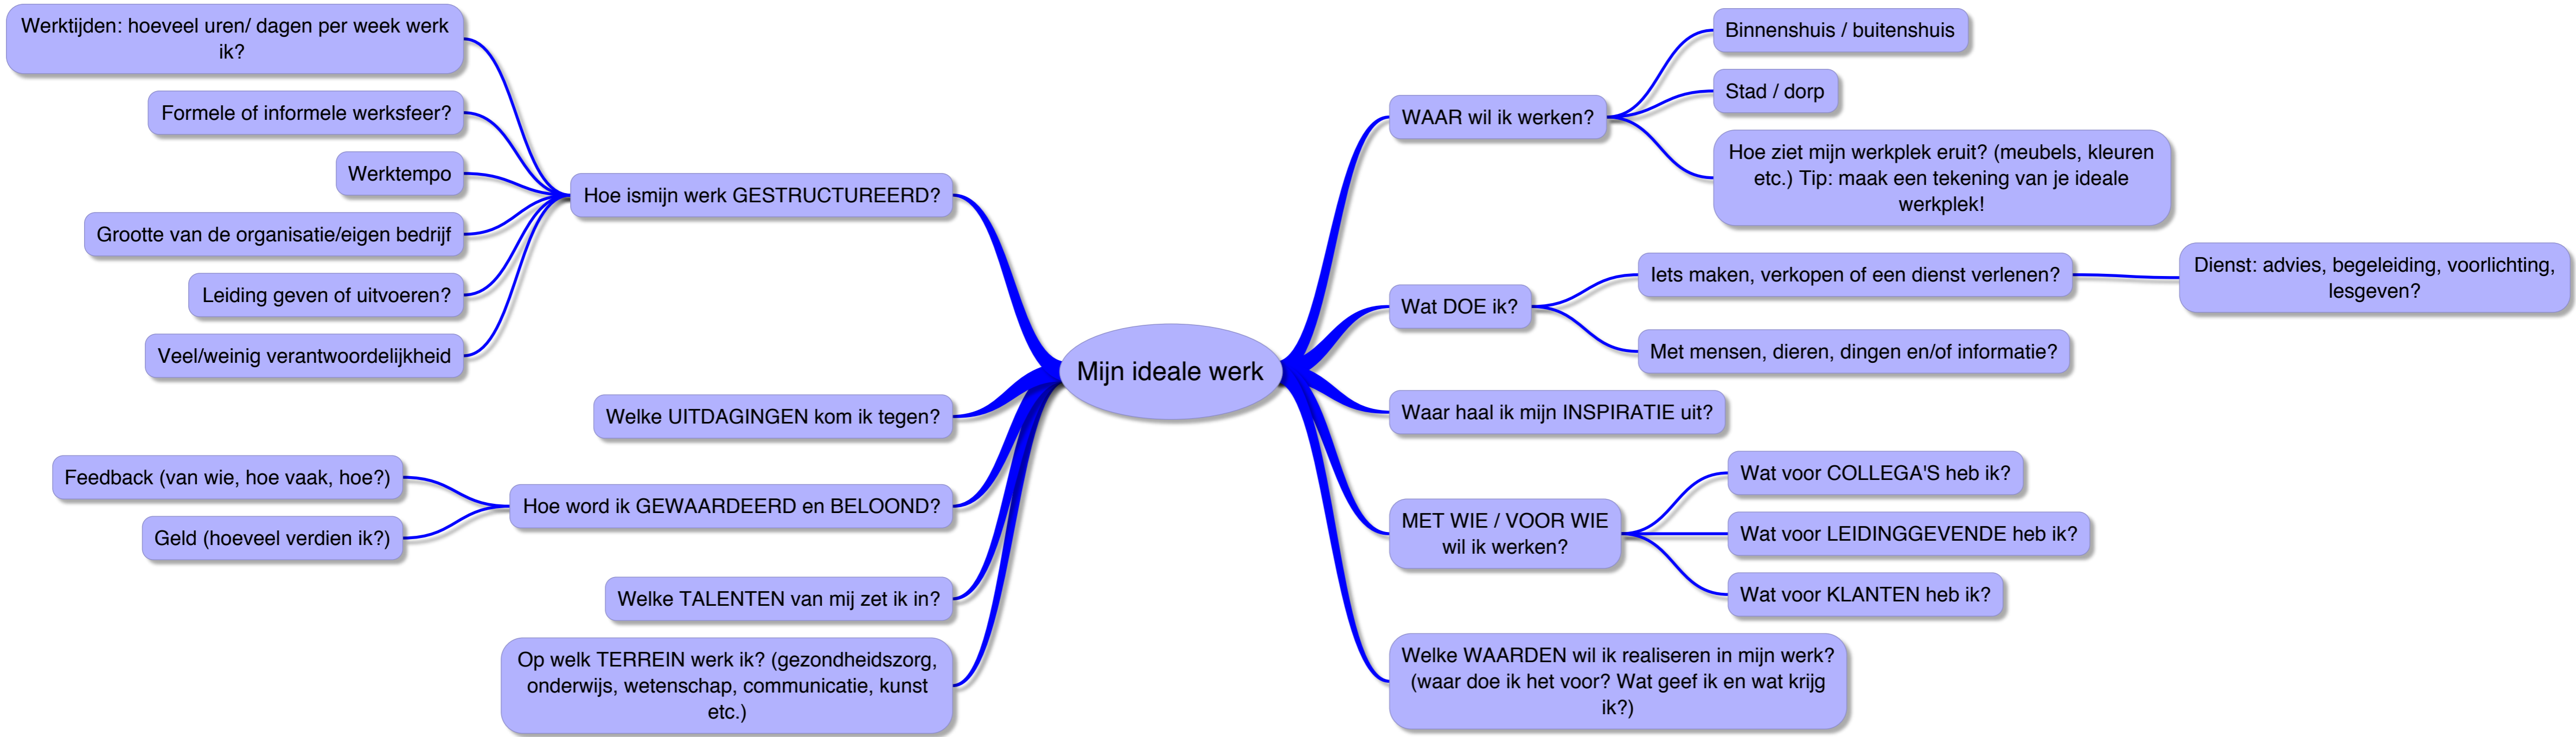 Werktijden: hoeveel uren/ dagen per week werk
ik?
Formele of informele werksfeer?
Werktempo
Grootte van de organisatie/eigen bedrijf
Leiding geven of uitvoeren?
Veel/weinig verantwoordelijkheid
Hoe ismijn werk GESTRUCTUREERD?
Welke UITDAGINGEN kom ik tegen?
Feedback (van wie, hoe vaak, hoe?)
Geld (hoeveel verdien ik?)
Hoe word ik GEWAARDEERD en BELOOND?
Welke TALENTEN van mij zet ik in?
Op welk TERREIN werk ik? (gezondheidszorg,
onderwijs, wetenschap, communicatie, kunst
etc.)
Mijn ideale werk
WAAR wil ik werken?
Binnenshuis / buitenshuis
Stad / dorp
Hoe ziet mijn werkplek eruit? (meubels, kleuren
etc.) Tip: maak een tekening van je ideale
werkplek!
Wat DOE ik?
Iets maken, verkopen of een dienst verlenen?
Dienst: advies, begeleiding, voorlichting,
lesgeven?
Met mensen, dieren, dingen en/of informatie?
Waar haal ik mijn INSPIRATIE uit?
MET WIE / VOOR WIE
wil ik werken?
Wat voor COLLEGA'S heb ik?
Wat voor LEIDINGGEVENDE heb ik?
Wat voor KLANTEN heb ik?
Welke WAARDEN wil ik realiseren in mijn werk?
(waar doe ik het voor? Wat geef ik en wat krijg
ik?)